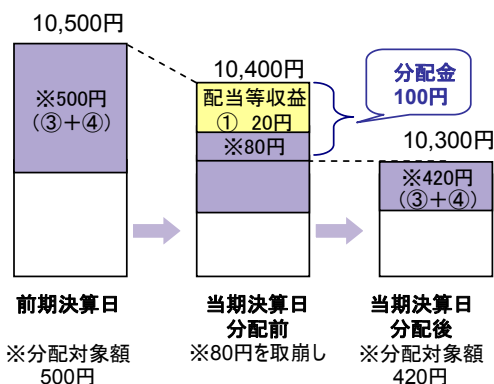 10,500円
※500円
(③+④)
10,400円
配当等収益
① 20円
※80円
分配金
100円
10,300円
※420円
(③+④)
前期決算日
当期決算日
分配前
当期決算日
分配後
※分配対象額
500円
※80円を取崩し
※分配対象額
420円